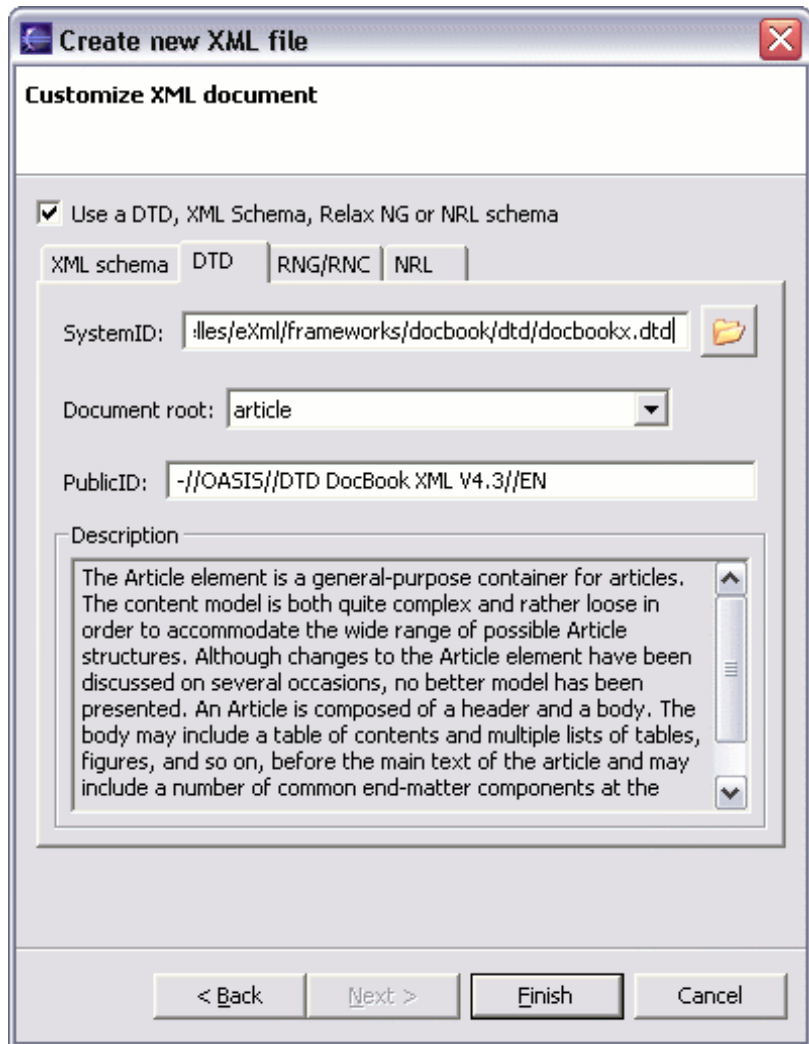 Create new XML file
Customize XML document
Use a DTD, XML Schema, Relax NG or NRL schema
XML schema DTD RNG/RNC NRL
SystemID: /eXml/frameworks/docbook/dtd/docbookx.dtd
Document root: article
PublicID: -//OASIS//DTD DocBook XML V4.3//EN
Description
The Article element is a general-purpose container for articles.
The content model is both quite complex and rather loose in
order to accommodate the wide range of possible Article
structures. Although changes to the Article element have been
discussed on several occasions, no better model has been
presented. An Article is composed of a header and a body. The
body may include a table of contents and multiple lists of tables,
figures, and so on, before the main text of the article and may
include a number of common end-matter components at the
< Back Next > Finish Cancel